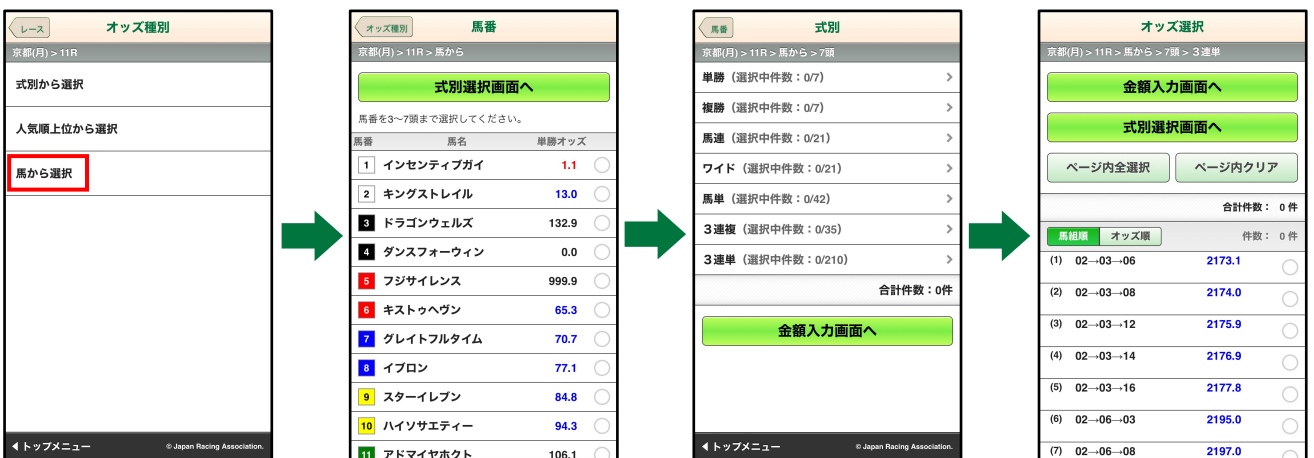 レース
オッズ種別
京都(月)>11R
式別から選択
人気順上位から選択
馬から選択
トップメニュー
© Japan Racing Association.
オッズ種別
馬番
京都(月)>11R>馬から
式別選択画面へ
馬番を3〜7頭まで選択してください。
馬番 馬名 単勝オッズ
1 インセンティブガイ 1.1
2 キングストレイル 13.0
3 ドラゴンウェルズ 132.9
4 ダンスフォーウィン 0.0
5 フジサイレンス 999.9
6 キストゥヘヴン 65.3
7 グレイトフルタイム 70.7
8 イブロン 77.1
9 スターイレブン 84.8
10 ハイソサエティー 94.3
11 アドマイヤホクト 106.1
馬番
式別
京都(月)>11R>馬から>7頭
単勝（選択中件数：0/7）
複勝（選択中件数：0/7）
馬連（選択中件数：0/21）
ワイド（選択中件数：0/21）
馬単（選択中件数：0/42）
３連複（選択中件数：0/35）
３連単（選択中件数：0/210）
合計件数：0件
金額入力画面へ
トップメニュー
© Japan Racing Association.
オッズ選択
京都(月)>11R>馬から>7頭>３連単
金額入力画面へ
式別選択画面へ
ページ内全選択 ページ内クリア
合計件数： 0 件
馬組順 オッズ順 件数： 0 件
(1) 02→03→06 2173.1
(2) 02→03→08 2174.0
(3) 02→03→12 2175.9
(4) 02→03→14 2176.9
(5) 02→03→16 2177.8
(6) 02→06→03 2195.0
(7) 02→06→08 2197.0